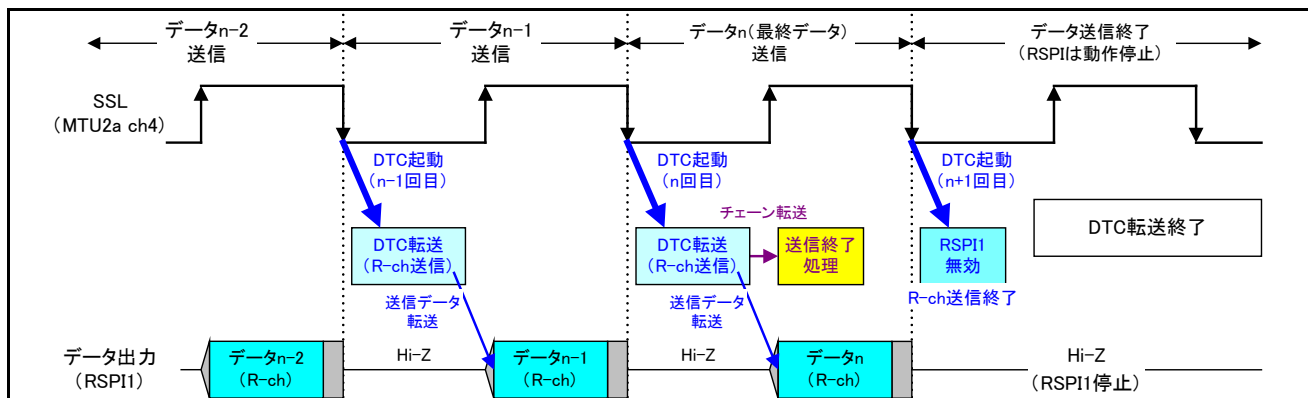 データn-2
送信
データn-1
送信
データn(最終データ)
送信
データ送信終了
(RSPIは動作停止)
SSL
(MTU2a ch4)
DTC起動
(n-1回目)
DTC起動
(n回目)
DTC起動
(n+1回目)
チェーン転送
DTC転送
(R-ch送信)
DTC転送
(R-ch送信)
送信終了
処理
RSPI1
無効
DTC転送終了
R-ch送信終了
送信データ
転送
送信データ
転送
データ出力
(RSPI1)
データn-2
(R-ch)
Hi-Z
データn-1
(R-ch)
Hi-Z
データn
(R-ch)
Hi-Z
(RSPI1停止)